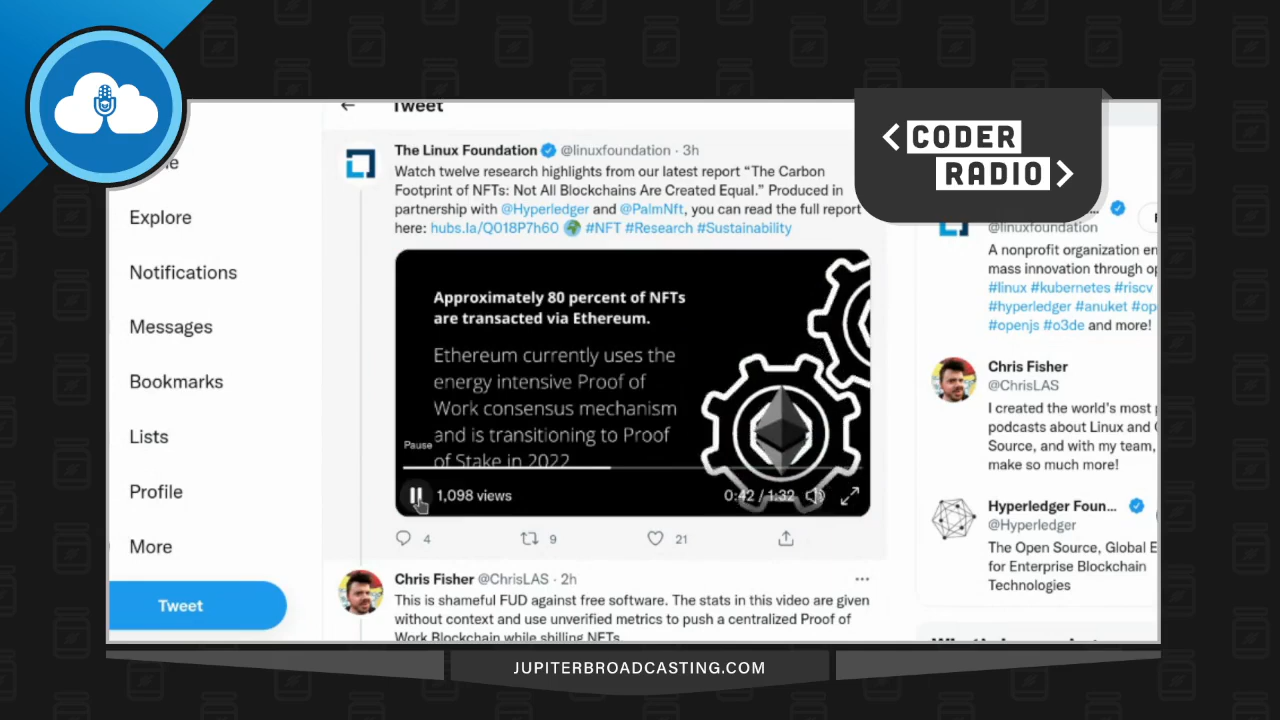 Tweet
Explore
Notifications
Messages
Bookmarks
Lists
Profile
More
Tweet
The Linux Foundation @linuxfoundation · 3h
Watch twelve research highlights from our latest report “The Carbon
Footprint of NFTs: Not All Blockchains Are Created Equal.” Produced in
partnership with @Hyperledger and @PalmNft, you can read the full report
here: hubs.la/Q018P7h60 🌍 #NFT #Research #Sustainability
Approximately 80 percent of NFTs
are transacted via Ethereum.
Ethereum currently uses the
energy intensive Proof of
Work consensus mechanism
and is transitioning to Proof
of Stake in 2022
Pause
1,098 views
0:42 / 1:32
4
9
21
Chris Fisher @ChrisLAS · 2h
This is shameful FUD against free software. The stats in this video are given
without context and use unverified metrics to push a centralized Proof of
Work Blockchain while shilling NFTs
<CODER
RADIO>
@linuxfoundation
A nonprofit organization en
mass innovation through op
#linux #kubernetes #riscv
#hyperledger #anuket #op
#openjs #o3de and more!
Chris Fisher
@ChrisLAS
I created the world's most
podcasts about Linux and
Source, and with my team,
make so much more!
Hyperledger Foun...
@Hyperledger
The Open Source, Global E
for Enterprise Blockchain
Technologies
JUPITERBROADCASTING.COM